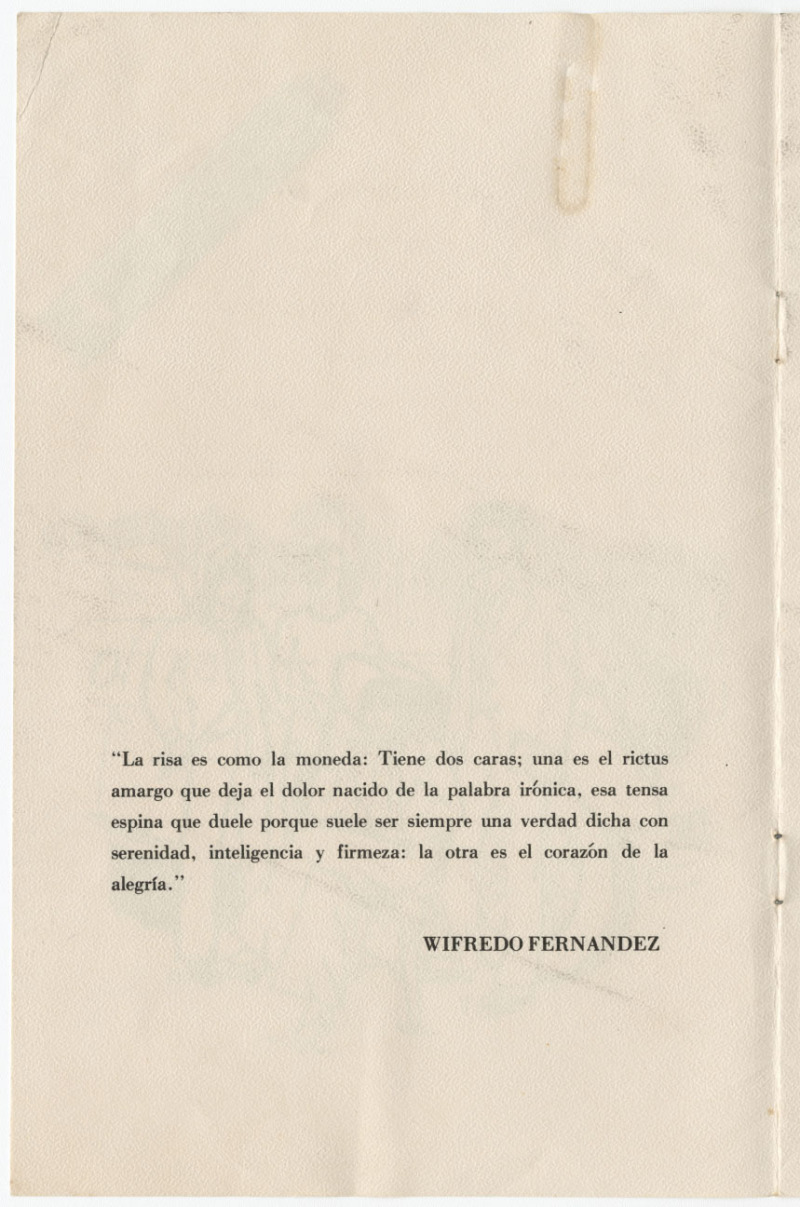 “La risa es como la moneda: Tiene dos caras; una es el rictus
amargo que deja el dolor nacido de la palabra irónica, esa tensa
espina que duele porque suele ser siempre una verdad dicha con
serenidad, inteligencia y firmeza: la otra es el corazón de la
alegría.”
WIFREDO FERNANDEZ